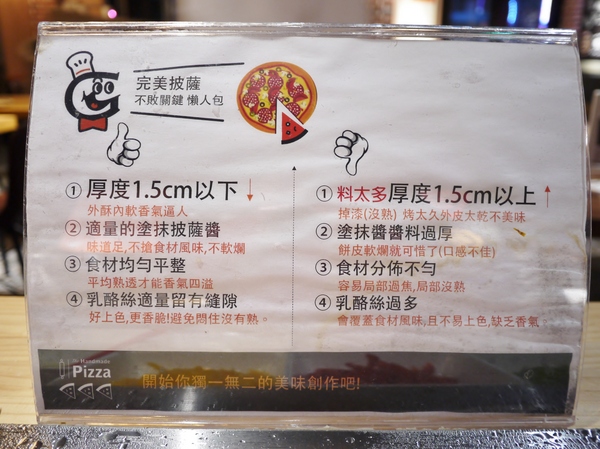 完美披薩
不敗關鍵 懶人包
① 厚度1.5cm以下↓
外酥內軟香氣逼人
② 適量的塗抹披薩醬
味道足,不搶食材風味,不軟爛
③ 食材均勻平整
平均熟透才能香氣四溢
④ 乳酪絲適量留有縫隙
好上色,更香脆!避免悶住沒有熟。
① 料太多厚度1.5cm以上↑
掉漆(沒熟) 烤太久外皮太乾不美味
② 塗抹醬醬料過厚
餅皮軟爛就可惜了(口感不佳)
③ 食材分佈不勻
容易局部過焦,局部沒熟
④ 乳酪絲過多
會覆蓋食材風味,且不易上色,缺乏香氣
Handmade
Pizza
開始你獨一無二的美味創作吧!